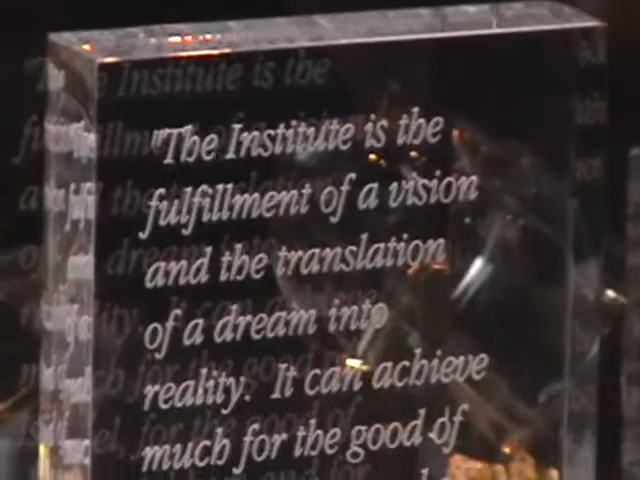 "The Institute is the
fulfillment of a vision
and the translation
of a dream into
reality. It can achieve
much for the good of